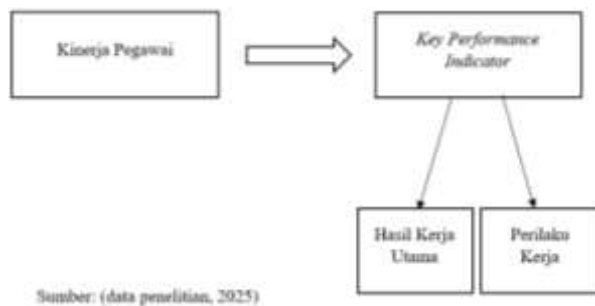 Kinerja Pegawai
Key Performance
Indicator
Hasil Kerja
Utama
Perilaku
Kerja
Sumber: (data penelitian, 2025)